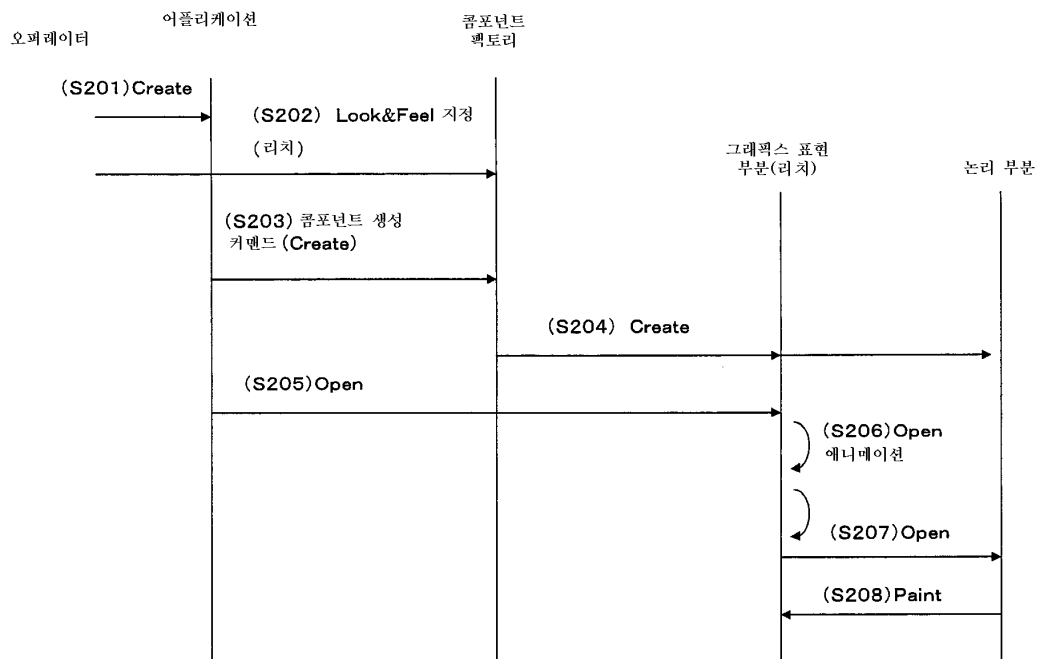 어플리케이션
콤포넌트
팩토리
오퍼레이터
(S201)Create
(S202) Look&Feel 지정
(리치)
그래픽스 표현
부분(리치)
논리 부분
(S203) 콤포넌트 생성
커맨드 (Create)
(S204) Create
(S205)Open
(S206)Open
애니메이션
(S207)Open
(S208)Paint